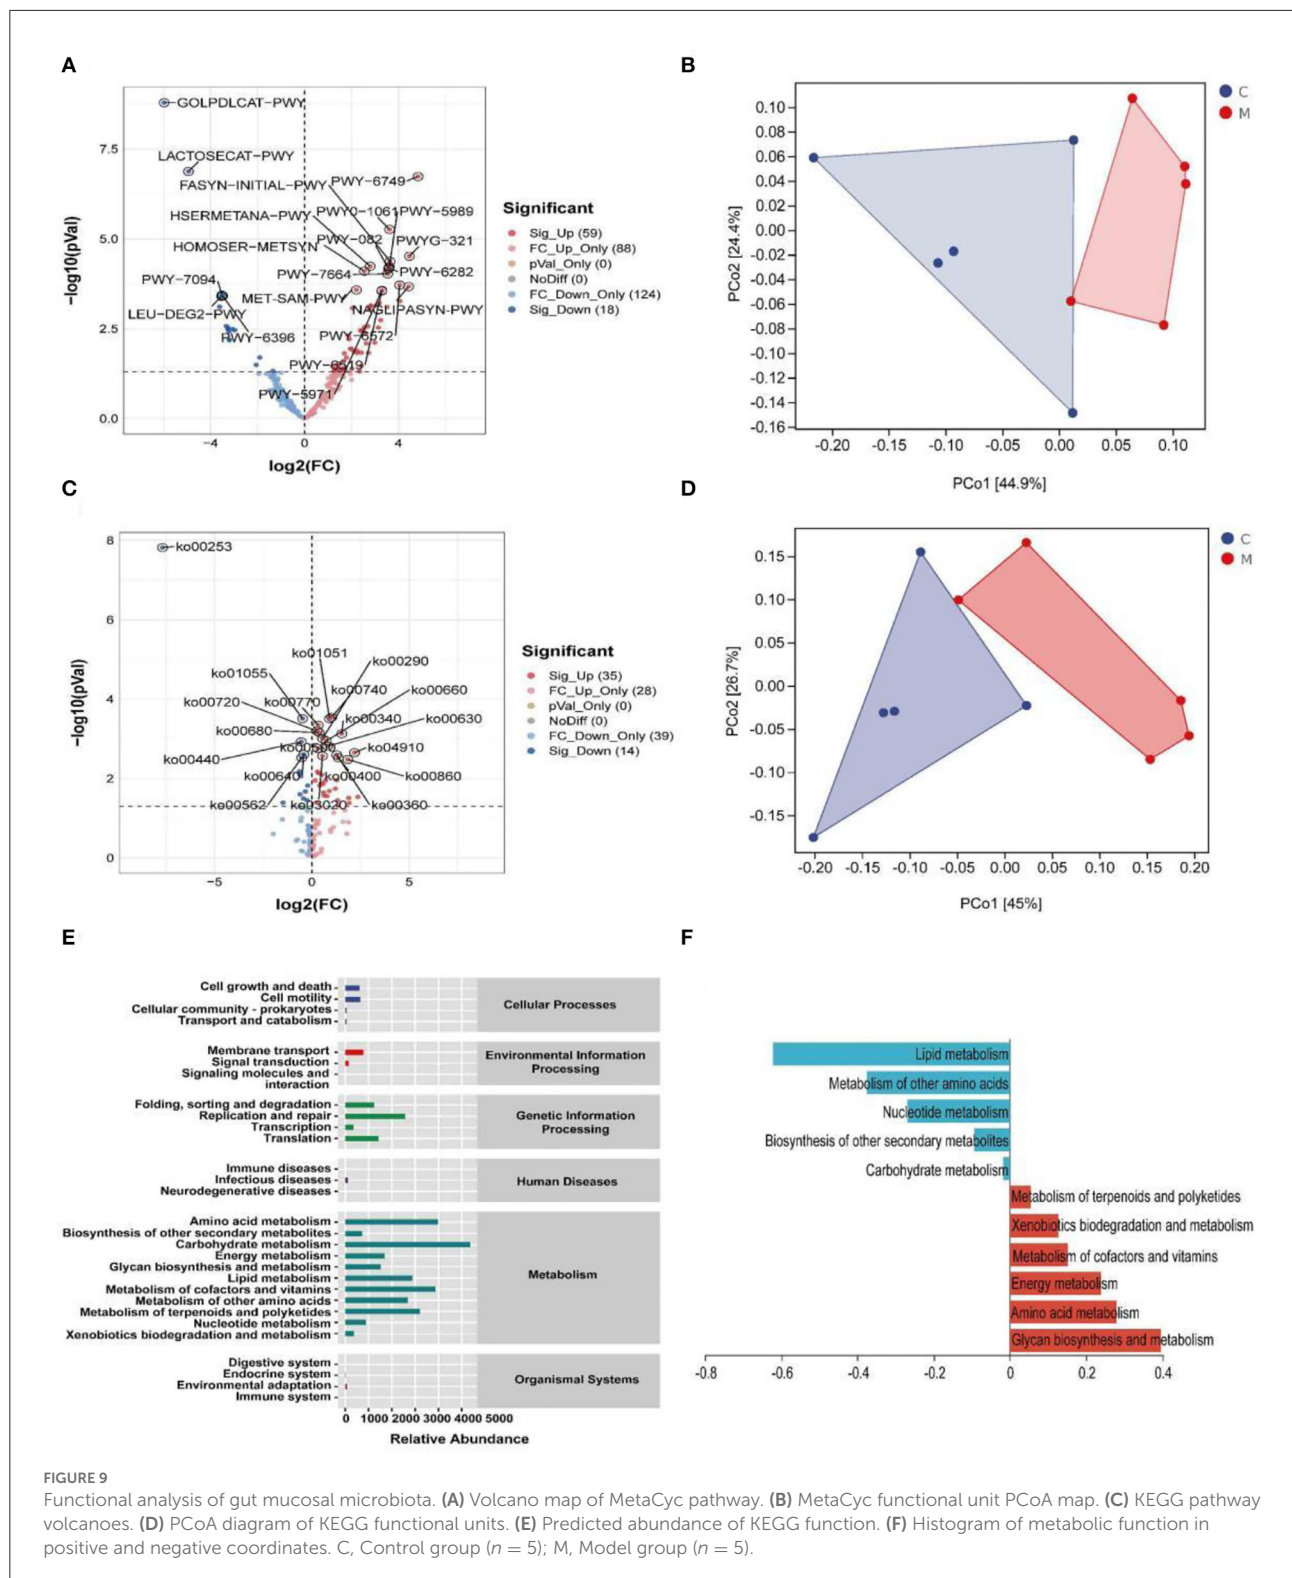 A
GOLPDLCAT-PWY
LACTOSECAT-PWY
FASYN-INITIAL-PWY
PWY-6749
HSERMETANA-PWY
PWY0-1061
PWY-5989
HOMOSER-METSYN
PWY-082
PWYG-321
PWY-7664
PWY-6282
PWY-7094
MET-SAM-PWY
NAGLIPASYN-PWY
LEU-DEG2-PWY
PWY-6396
PWY-6572
PWY-6519
PWY-5971
7.5
5.0
2.5
0.0
-4
0
4
-log10(pVal)
log2(FC)
Significant
Sig_Up (59)
FC_Up_Only (88)
pVal_Only (0)
NoDiff (0)
FC_Down_Only (124)
Sig_Down (18)
B
0.10
0.08
0.06
0.04
0.02
0.00
-0.02
-0.04
-0.06
-0.08
-0.10
-0.12
-0.14
-0.16
-0.20
-0.15
-0.10
-0.05
0.00
0.05
0.10
PCo2 [24.4%]
PCo1 [44.9%]
C
M
C
ko00253
ko01051
ko00290
ko01055
ko00740
ko00720
ko00770
ko00660
ko00680
ko00340
ko00630
ko00440
ko00500
ko04910
ko00640
ko00400
ko00860
ko00562
ko03020
ko00360
8
6
4
2
0
-5
0
5
-log10(pVal)
log2(FC)
Significant
Sig_Up (35)
FC_Up_Only (28)
pVal_Only (0)
NoDiff (0)
FC_Down_Only (39)
Sig_Down (14)
D
0.15
0.10
0.05
0.00
-0.05
-0.10
-0.15
-0.20
-0.15
-0.10
-0.05
0.00
0.05
0.10
0.15
0.20
PCo2 [26.7%]
PCo1 [45%]
C
M
E
Cell growth and death
Cell motility
Cellular community - prokaryotes
Transport and catabolism
Cellular Processes
Membrane transport
Signal transduction
Signaling molecules and
interaction
Environmental Information
Processing
Folding, sorting and degradation
Replication and repair
Transcription
Translation
Genetic Information
Processing
Immune diseases
Infectious diseases
Neurodegenerative diseases
Human Diseases
Amino acid metabolism
Biosynthesis of other secondary metabolites
Carbohydrate metabolism
Energy metabolism
Glycan biosynthesis and metabolism
Lipid metabolism
Metabolism of cofactors and vitamins
Metabolism of other amino acids
Metabolism of terpenoids and polyketides
Nucleotide metabolism
Xenobiotics biodegradation and metabolism
Metabolism
Digestive system
Endocrine system
Environmental adaptation
Immune system
Organismal Systems
0 1000 2000 3000 4000 5000
Relative Abundance
F
Lipid metabolism
Metabolism of other amino acids
Nucleotide metabolism
Biosynthesis of other secondary metabolites
Carbohydrate metabolism
Metabolism of terpenoids and polyketides
Xenobiotics biodegradation and metabolism
Metabolism of cofactors and vitamins
Energy metabolism
Amino acid metabolism
Glycan biosynthesis and metabolism
-0.8 -0.6 -0.4 -0.2 0 0.2 0.4
FIGURE 9
Functional analysis of gut mucosal microbiota. (A) Volcano map of MetaCyc pathway. (B) MetaCyc functional unit PCoA map. (C) KEGG pathway
volcanoes. (D) PCoA diagram of KEGG functional units. (E) Predicted abundance of KEGG function. (F) Histogram of metabolic function in
positive and negative coordinates. C, Control group (n = 5); M, Model group (n = 5).